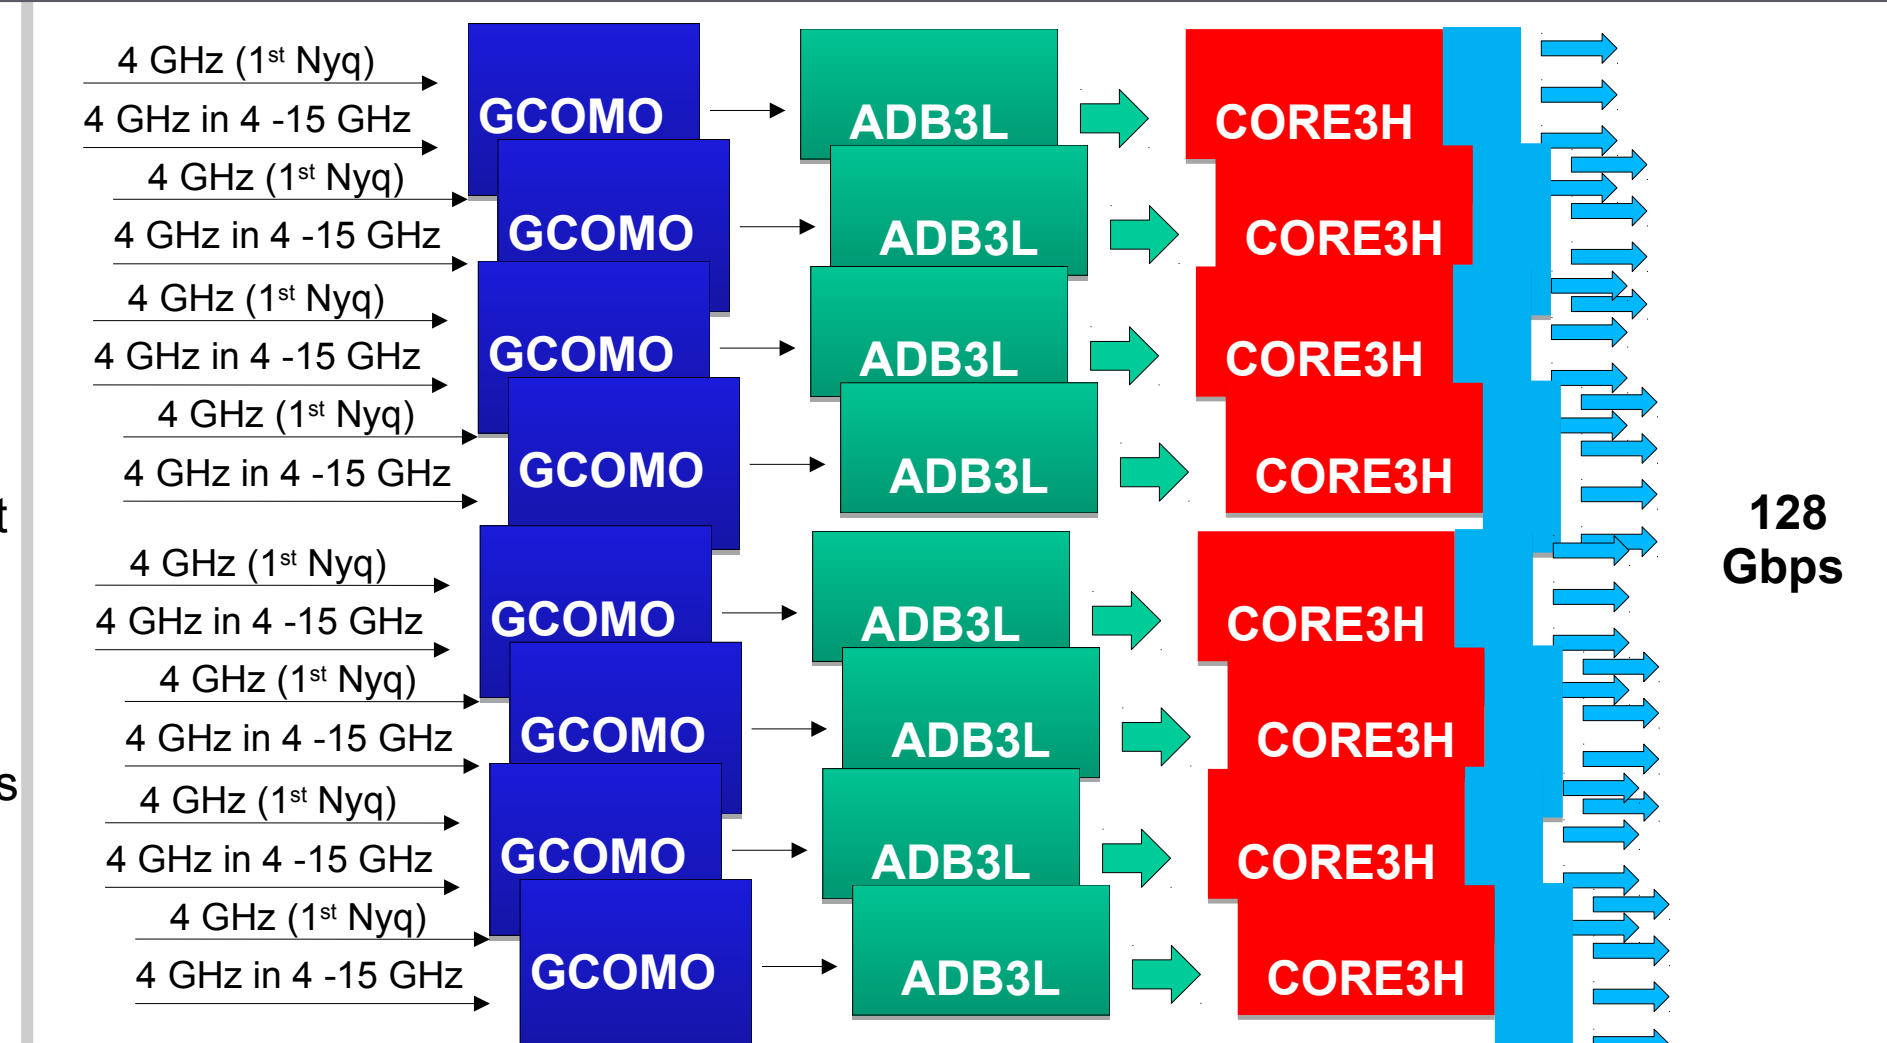 4 GHz (1st Nyq)
4 GHz in 4 -15 GHz
GCOMO
ADB3L
CORE3H
4 GHz (1st Nyq)
4 GHz in 4 -15 GHz
GCOMO
ADB3L
CORE3H
4 GHz (1st Nyq)
4 GHz in 4 -15 GHz
GCOMO
ADB3L
CORE3H
4 GHz (1st Nyq)
4 GHz in 4 -15 GHz
GCOMO
ADB3L
CORE3H
t
128
Gbps
4 GHz (1st Nyq)
4 GHz in 4 -15 GHz
GCOMO
ADB3L
CORE3H
4 GHz (1st Nyq)
4 GHz in 4 -15 GHz
GCOMO
ADB3L
CORE3H
s
4 GHz (1st Nyq)
4 GHz in 4 -15 GHz
GCOMO
ADB3L
CORE3H
4 GHz (1st Nyq)
4 GHz in 4 -15 GHz
GCOMO
ADB3L
CORE3H